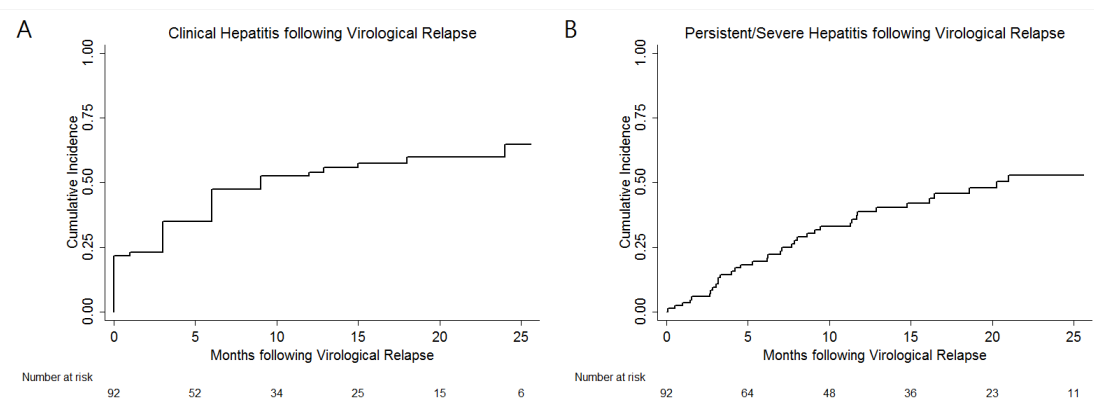 A
Clinical Hepatitis following Virological Relapse
Cumulative Incidence
1.00
0.75
0.50
0.25
0.00
0 5 10 15 20 25
Months following Virological Relapse
Number at risk
92 52 34 25 15 6
B
Persistent/Severe Hepatitis following Virological Relapse
Cumulative Incidence
1.00
0.75
0.50
0.25
0.00
0 5 10 15 20 25
Months following Virological Relapse
Number at risk
92 64 48 36 23 11